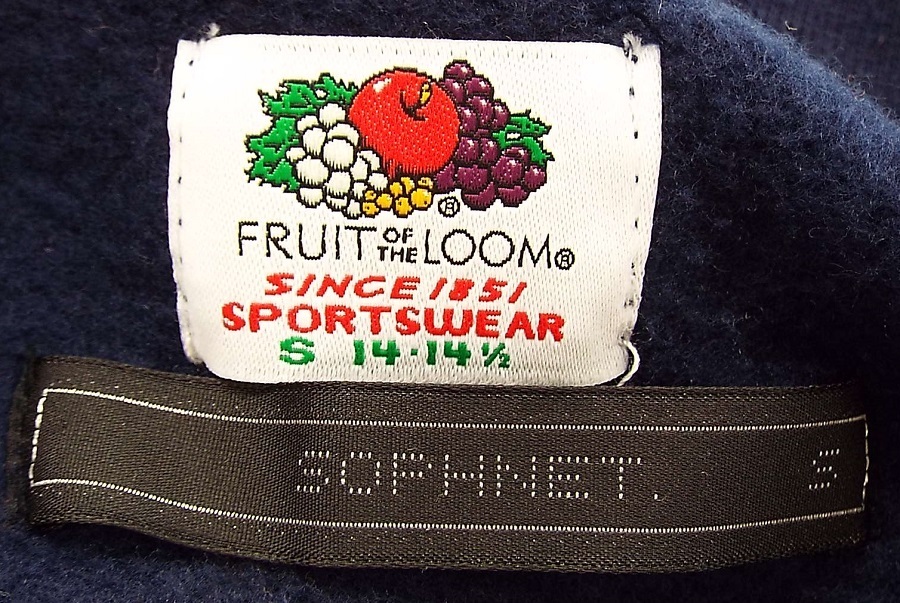 ®
FRUIT OF THE LOOM®
SINCE 1851
SPORTSWEAR
S 14-14½
SOPHNET. S